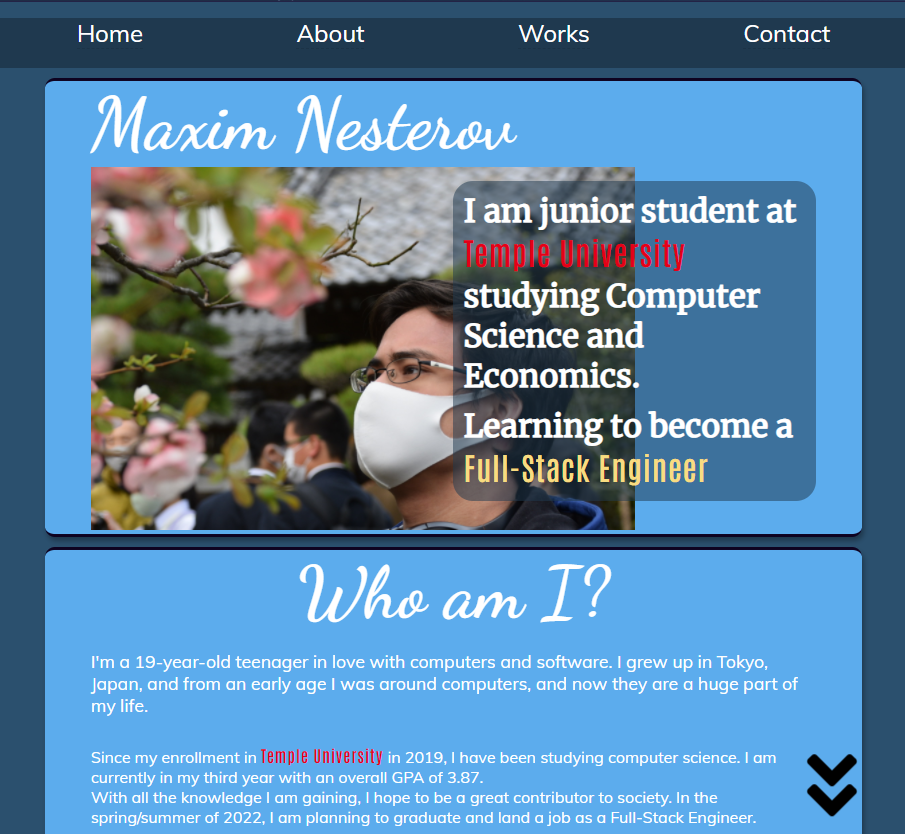 Home About Works Contact
Maxim Nesterov
I am junior student at
Temple University
studying Computer
Science and
Economics.
Learning to become a
Full-Stack Engineer
Who am I?
I'm a 19-year-old teenager in love with computers and software. I grew up in Tokyo,
Japan, and from an early age I was around computers, and now they are a huge part of
my life.
Since my enrollment in Temple University in 2019, I have been studying computer science. I am
currently in my third year with an overall GPA of 3.87.
With all the knowledge I am gaining, I hope to be a great contributor to society. In the
spring/summer of 2022, I am planning to graduate and land a job as a Full-Stack Engineer.